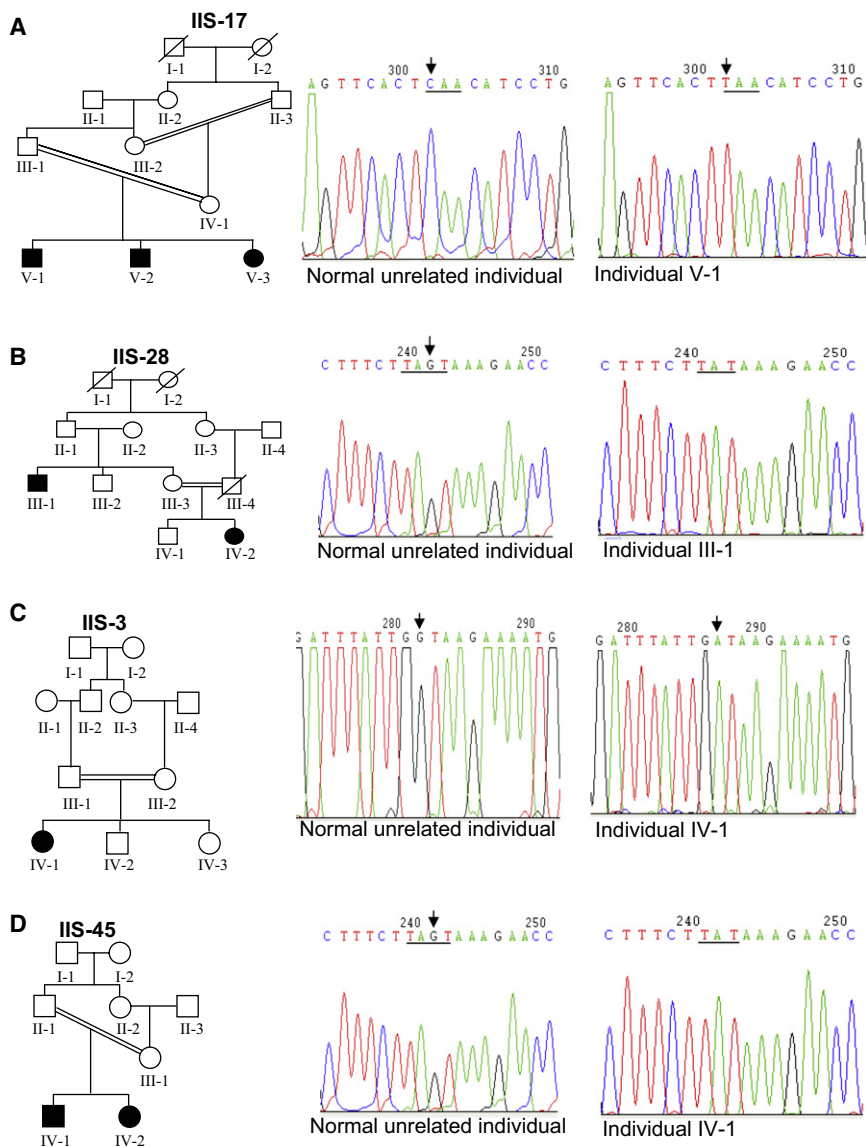 A
IIS-17
I-1 I-2
II-1 II-2 II-3
III-1 III-2
IV-1
V-1 V-2 V-3
300 310
A G T T C A C T C A A C A T C C T G
Normal unrelated individual
300 310
A G T T C A C T T A A C A T C C T G
Individual V-1
B
IIS-28
I-1 I-2
II-1 II-2 II-3 II-4
III-1 III-2 III-3 III-4
IV-1 IV-2
240 250
C T T T C T T A G T A A A G A A C C
Normal unrelated individual
240 250
C T T T C T T A T A A A G A A C C
Individual III-1
C
IIS-3
I-1 I-2
II-1 II-2 II-3 II-4
III-1 III-2
IV-1 IV-2 IV-3
280 290
G A T T T A T T G G T A A G A A A A T G
Normal unrelated individual
280 290
G A T T T A T T G A T A A G A A A A T G
Individual IV-1
D
IIS-45
I-1 I-2
II-1 II-2 II-3
III-1
IV-1 IV-2
240 250
C T T T C T T A G T A A A G A A C C
Normal unrelated individual
240 250
C T T T C T T A T A A A G A A C C
Individual IV-1